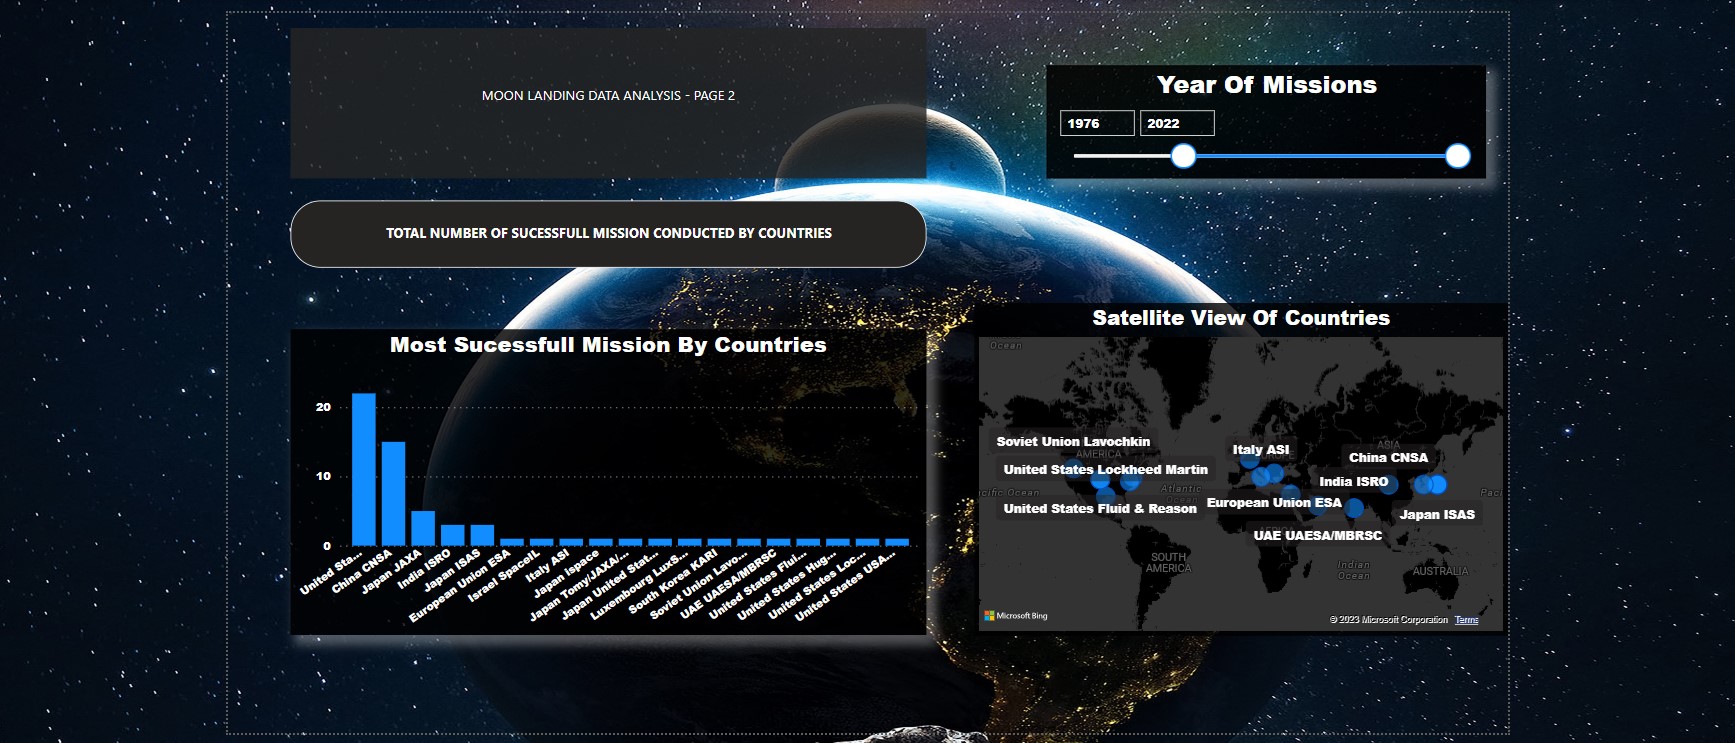 MOON LANDING DATA ANALYSIS - PAGE 2
Year Of Missions
1976 2022
TOTAL NUMBER OF SUCESSFULL MISSION CONDUCTED BY COUNTRIES
Most Sucessfull Mission By Countries
20
10
0
United Sta...
China CNSA
Japan JAXA
India ISRO
Japan ISAS
European Union ESA
Israel SpaceIL
Italy ASI
Japan Ispace
Japan Tomy/JAXA/...
Japan United Stat...
Luxembourg LuxS...
South Korea KARI
Soviet Union Lavo...
UAE UAESA/MBRSC
United States Flui...
United States Hug...
United States Loc...
United States USA...
Satellite View Of Countries
Ocean
Soviet Union Lavochkin
AMERICA
United States Lockheed Martin
Atlantic
Ocean
United States Fluid & Reason
Italy ASI
ASIA
China CNSA
India ISRO
European Union ESA
Japan ISAS
UAE UAESA/MBRSC
SOUTH
AMERICA
Indian
Ocean
AUSTRALIA
Microsoft Bing
© 2023 Microsoft Corporation Terms